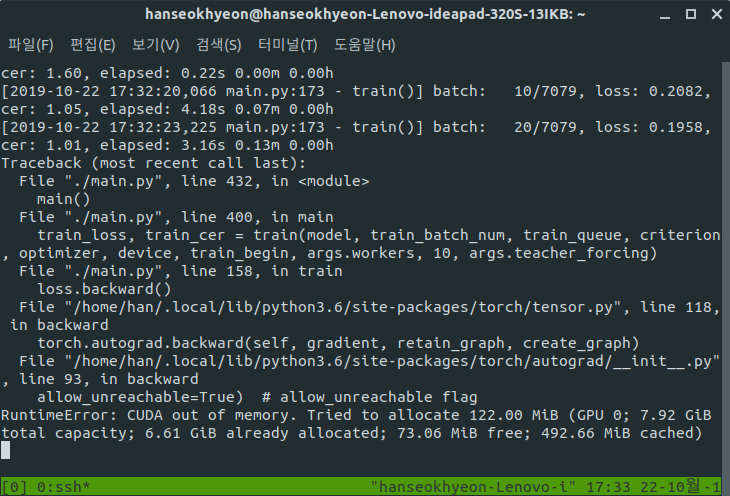 hanseokhyeon@hanseokhyeon-Lenovo-ideapad-320S-13IKB: ~
파일(F) 편집(E) 보기(V) 검색(S) 터미널(T) 도움말(H)
cer: 1.60, elapsed: 0.22s 0.00m 0.00h
[2019-10-22 17:32:20,066 main.py:173 - train()] batch:   10/7079, loss: 0.2082,
cer: 1.05, elapsed: 4.18s 0.07m 0.00h
[2019-10-22 17:32:23,225 main.py:173 - train()] batch:   20/7079, loss: 0.1958,
cer: 1.01, elapsed: 3.16s 0.13m 0.00h
Traceback (most recent call last):
  File "./main.py", line 432, in <module>
    main()
  File "./main.py", line 400, in main
    train_loss, train_cer = train(model, train_batch_num, train_queue, criterion
, optimizer, device, train_begin, args.workers, 10, args.teacher_forcing)
  File "./main.py", line 158, in train
    loss.backward()
  File "/home/han/.local/lib/python3.6/site-packages/torch/tensor.py", line 118,
 in backward
    torch.autograd.backward(self, gradient, retain_graph, create_graph)
  File "/home/han/.local/lib/python3.6/site-packages/torch/autograd/__init__.py"
, line 93, in backward
    allow_unreachable=True)  # allow_unreachable flag
RuntimeError: CUDA out of memory. Tried to allocate 122.00 MiB (GPU 0; 7.92 GiB
total capacity; 6.61 GiB already allocated; 73.06 MiB free; 492.66 MiB cached)
[0] 0:ssh* "hanseokhyeon-Lenovo-i" 17:33 22-10월-1